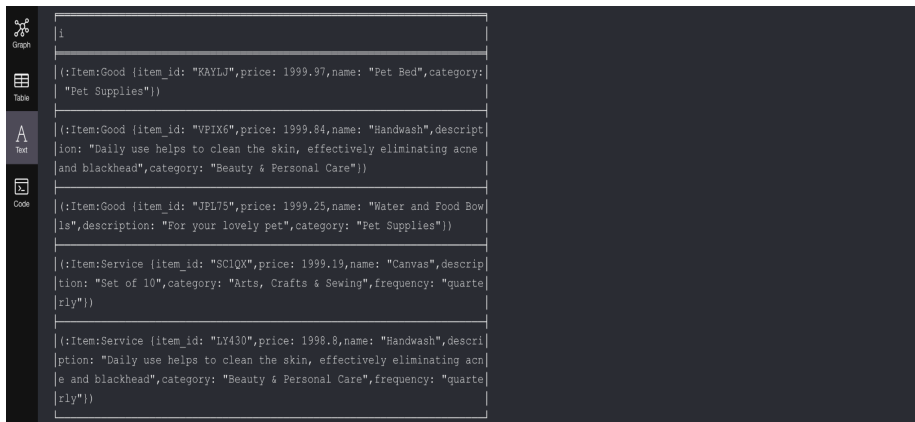 Graph
Table
Text
Code
i
(:Item:Good {item_id: "KAYLJ",price: 1999.97,name: "Pet Bed",category:
 "Pet Supplies"})
(:Item:Good {item_id: "VPIX6",price: 1999.84,name: "Handwash",descript
ion: "Daily use helps to clean the skin, effectively eliminating acne 
and blackhead",category: "Beauty & Personal Care"})
(:Item:Good {item_id: "JPL75",price: 1999.25,name: "Water and Food Bow
ls",description: "For your lovely pet",category: "Pet Supplies"})
(:Item:Service {item_id: "SC1QX",price: 1999.19,name: "Canvas",descrip
tion: "Set of 10",category: "Arts, Crafts & Sewing",frequency: "quarte
rly"})
(:Item:Service {item_id: "LY430",price: 1998.8,name: "Handwash",descri
ption: "Daily use helps to clean the skin, effectively eliminating acn
e and blackhead",category: "Beauty & Personal Care",frequency: "quarte
rly"})